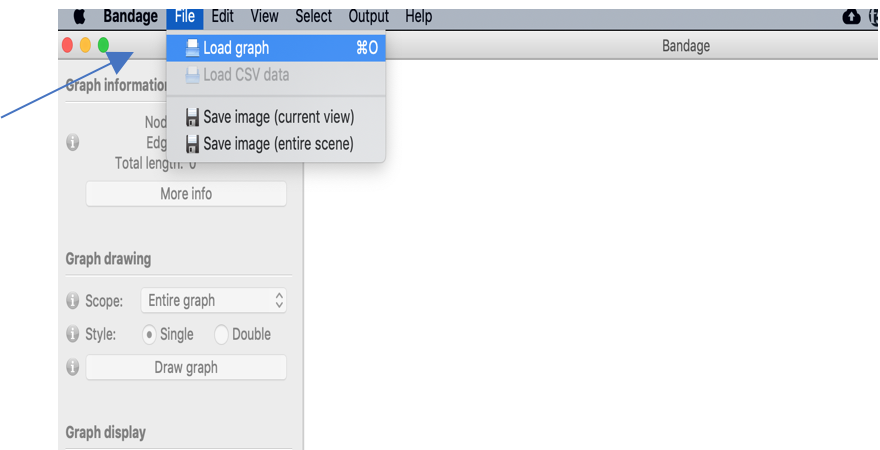 Bandage File Edit View Select Output Help
Bandage
Load graph ⌘O
Load CSV data
Save image (current view)
Save image (entire scene)
Graph informatio
Nod
Edg
Total length: 0
More info
Graph drawing
Scope: Entire graph
Style: Single Double
Draw graph
Graph display